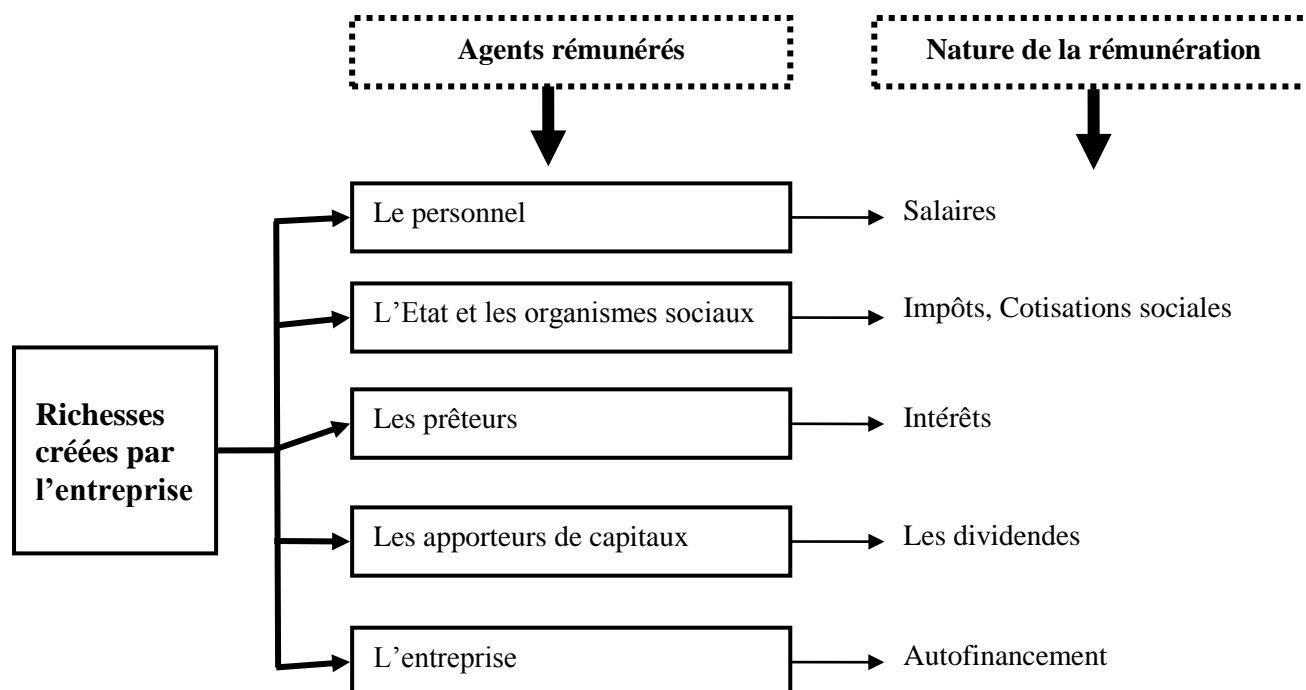 Agents rémunérés
Nature de la rémunération
Le personnel
Salaires
L’Etat et les organismes sociaux
Impôts, Cotisations sociales
Richesses
créées par
l’entreprise
Les prêteurs
Intérêts
Les apporteurs de capitaux
Les dividendes
L’entreprise
Autofinancement